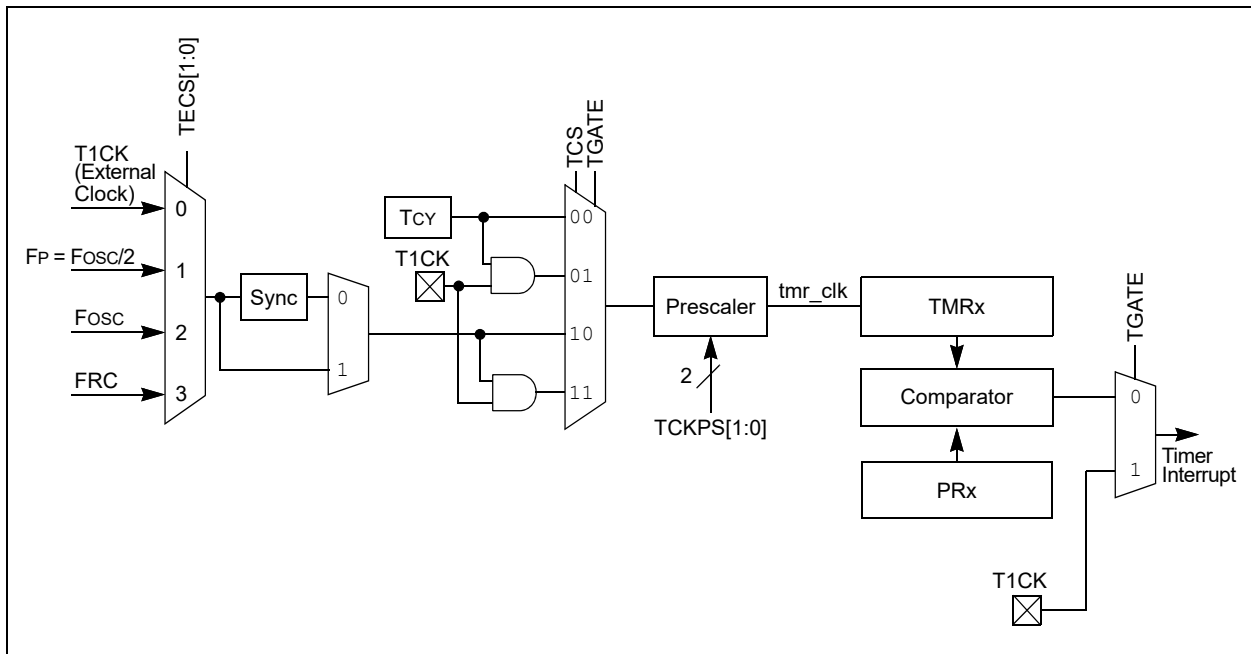 TECS[1:0]
T1CK
(External
Clock)
0
FP = FOSC/2
1
FOSC
2
FRC
3
Sync
0
1
TCY
T1CK
TCS
TGATE
00
01
10
11
Prescaler
2
TCKPS[1:0]
tmr_clk
TMRx
Comparator
PRx
TGATE
0
1
Timer
Interrupt
T1CK